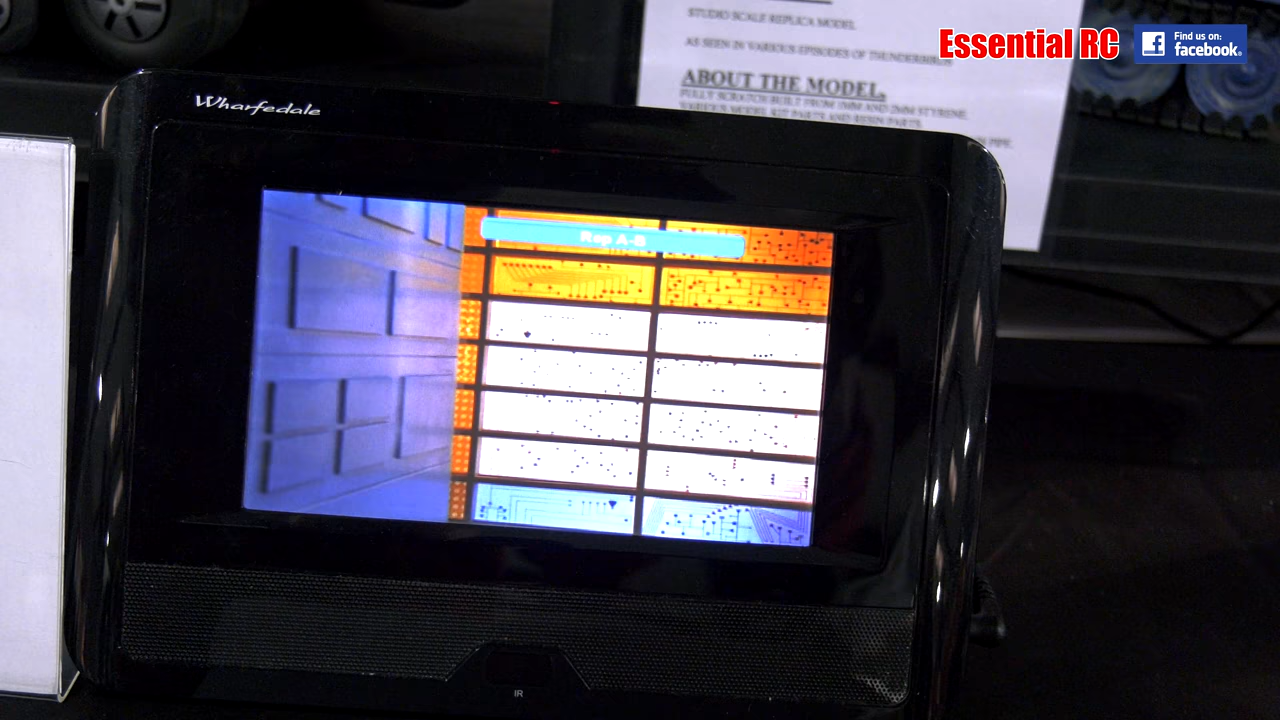 STUDIO SCALE REPLICA MODEL
AS SEEN IN VARIOUS EPISODES OF THUNDERBIRDS
ABOUT THE MODEL.
FULLY SCRATCH BUILT FROM 1MM AND 2MM STYRENE,
VARIOUS MODEL KIT PARTS AND RESIN PARTS
PIPE.
Essential RC
Find us on:
facebook
Wharfedale
Rep A-B
IR